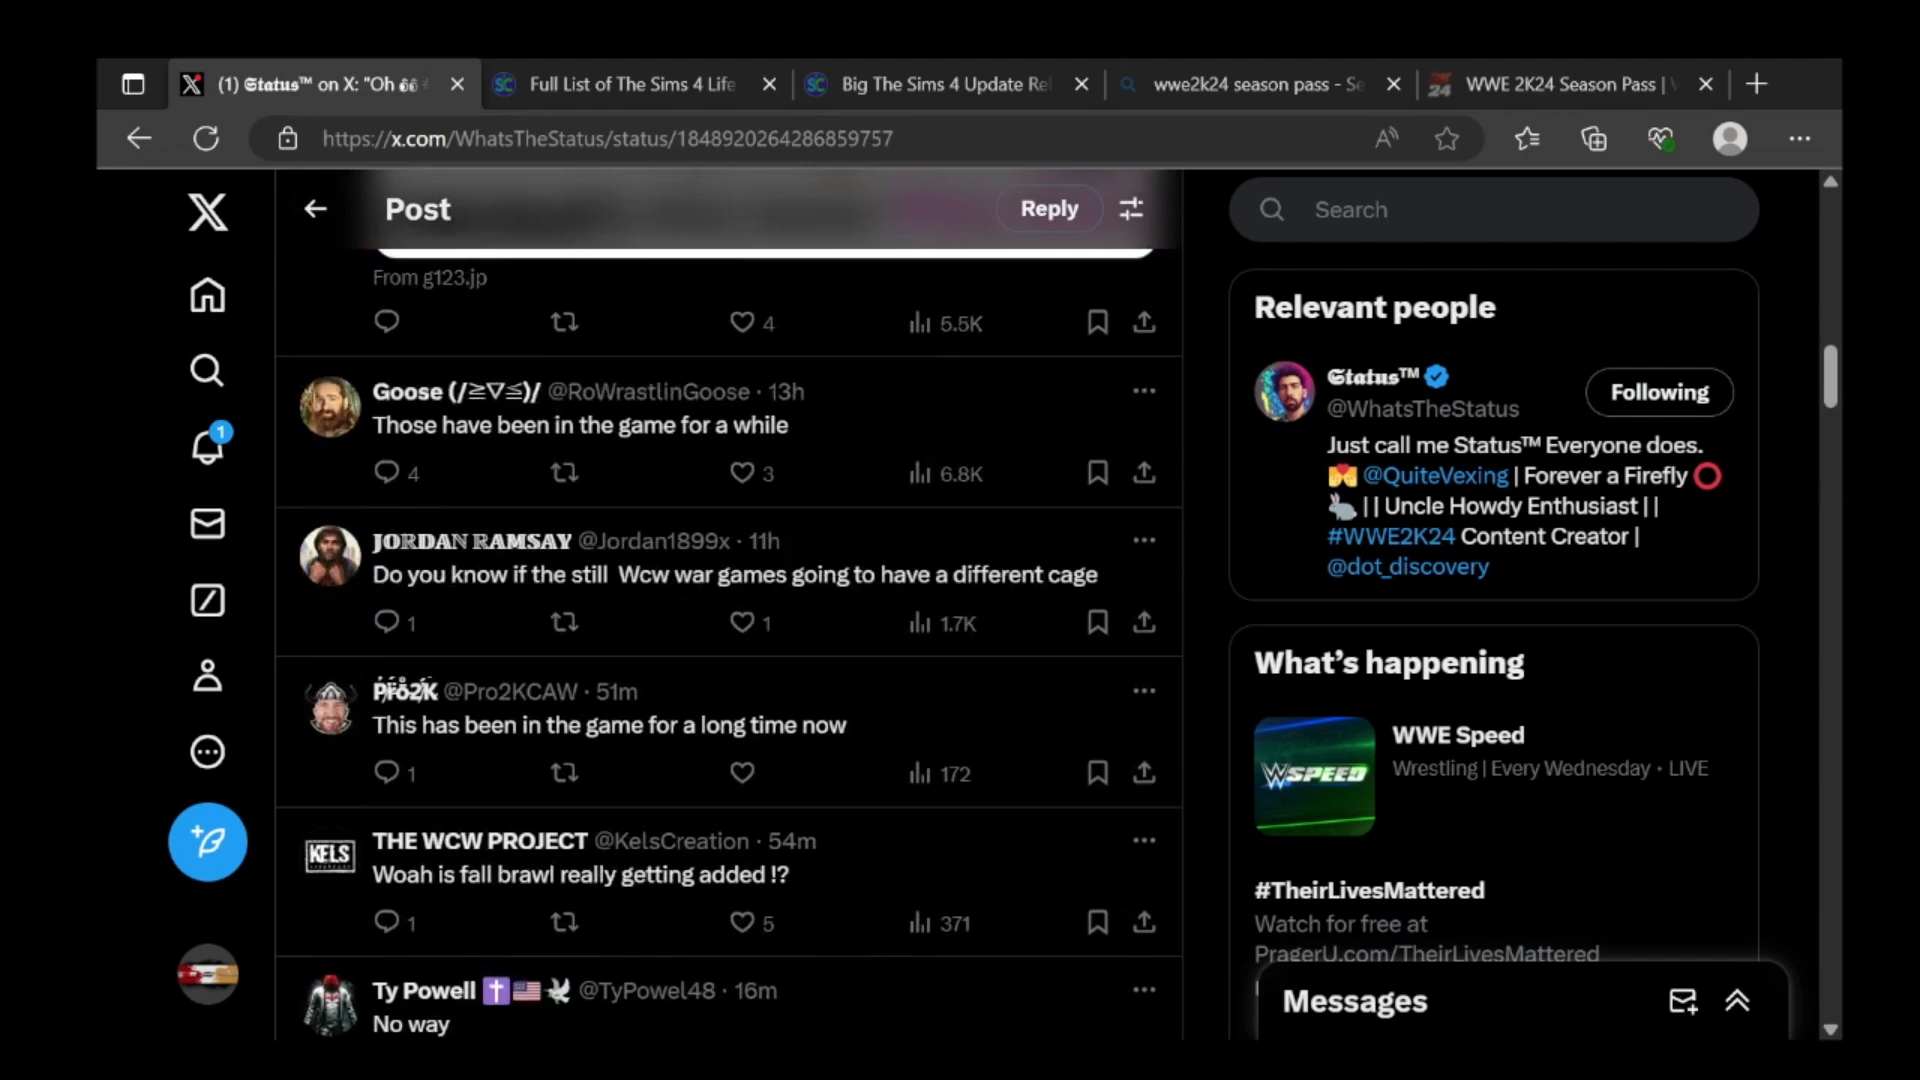 (1) 𝕾tatus™ on X: "Oh
Full List of The Sims 4 Life
Big The Sims 4 Update Rel
wwe2k24 season pass - Se
WWE 2K24 Season Pass |
https://x.com/WhatsTheStatus/status/1848920264286859757
Post
Reply
From g123.jp
4
5.5K
Goose (/≧∇≦)/ @RoWrastlinGoose · 13h
Those have been in the game for a while
4
3
6.8K
JORDAN RAMSAY @Jordan1899x · 11h
Do you know if the still Wcw war games going to have a different cage
1
1
1.7K
Pro2K @Pro2KCAW · 51m
This has been in the game for a long time now
1
172
KELS
THE WCW PROJECT @KelsCreation · 54m
Woah is fall brawl really getting added !?
1
5
371
Ty Powell ✝️🇺🇸🕊 @TyPowel48 · 16m
No way
1
Search
Relevant people
𝕾tatus™
@WhatsTheStatus
Following
Just call me Status™ Everyone does.
@QuiteVexing | Forever a Firefly ⭕
🐇 || Uncle Howdy Enthusiast ||
#WWE2K24 Content Creator |
@dot_discovery
What's happening
WWE Speed
Wrestling | Every Wednesday · LIVE
W SPEED
#TheirLivesMattered
Watch for free at
PragerU.com/TheirLivesMattered
Messages